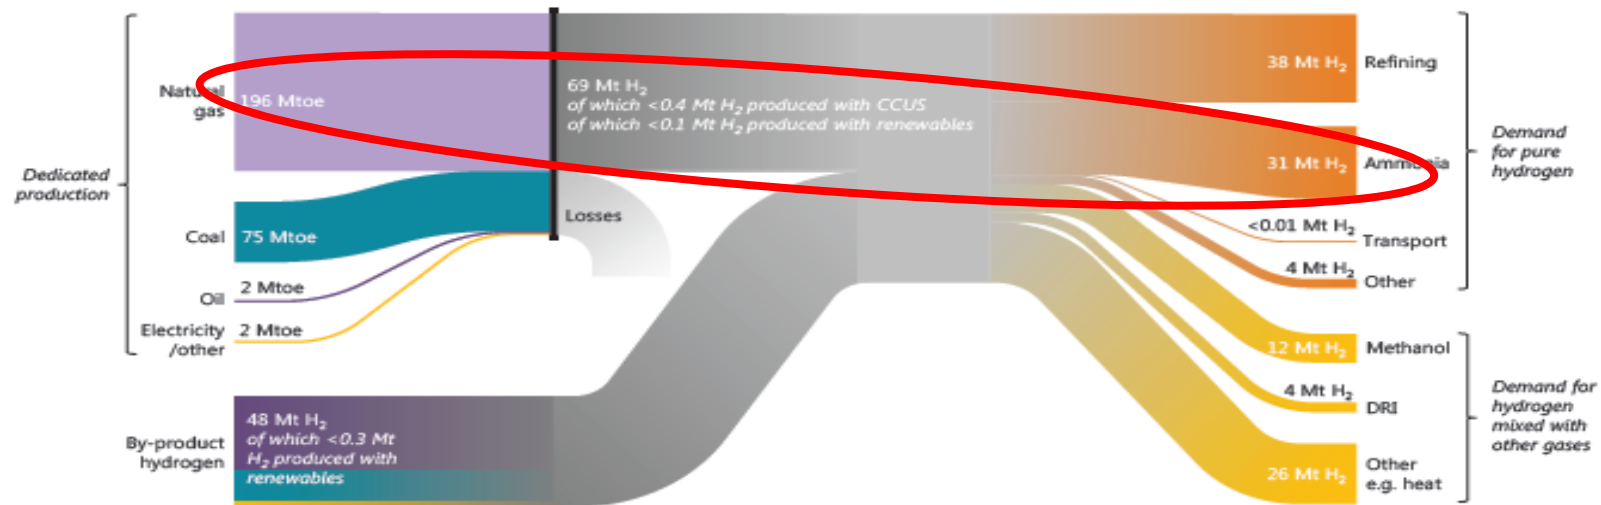 Dedicated
production
Natural
gas
196 Mtoe
Coal
75 Mtoe
Oil
2 Mtoe
Electricity
/other
2 Mtoe
By-product
hydrogen
48 Mt H₂
of which <0.3 Mt
H₂ produced with
renewables
69 Mt H₂
of which <0.4 Mt H₂ produced with CCUS
of which <0.1 Mt H₂ produced with renewables
Losses
38 Mt H₂
Refining
31 Mt H₂
Ammonia
<0.01 Mt H₂
Transport
4 Mt H₂
Other
Demand
for pure
hydrogen
12 Mt H₂
Methanol
4 Mt H₂
DRI
26 Mt H₂
Other
e.g. heat
Demand for
hydrogen
mixed with
other gases